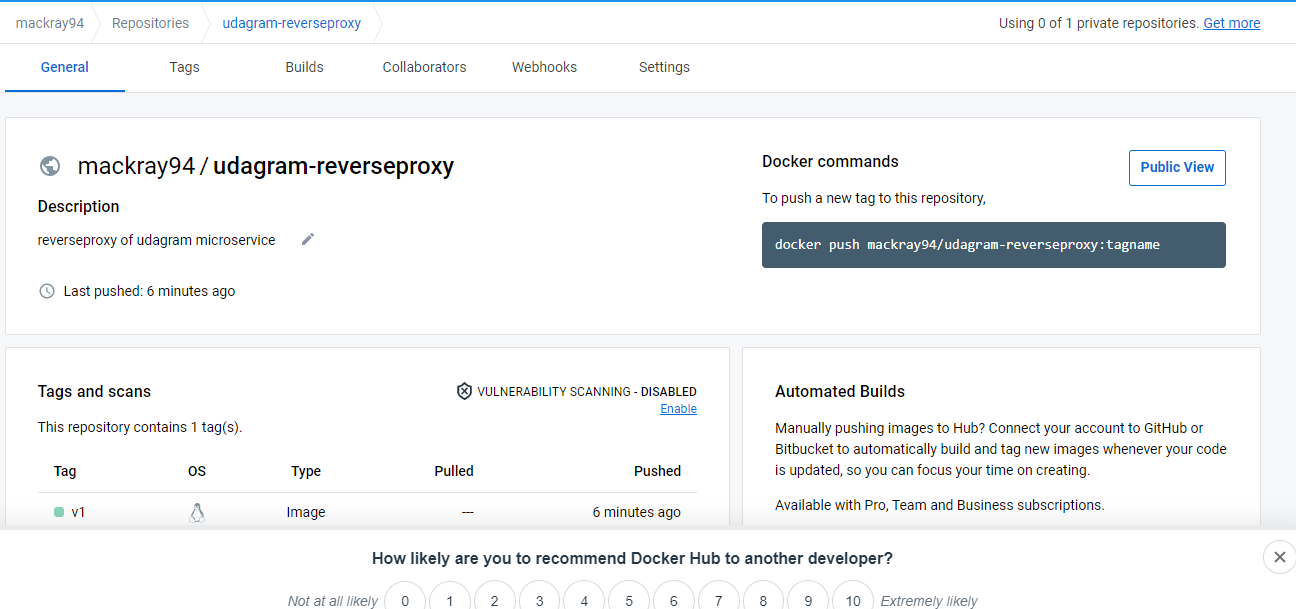 mackray94 Repositories udagram-reverseproxy Using 0 of 1 private repositories. Get more
General Tags Builds Collaborators Webhooks Settings
mackray94 / udagram-reverseproxy
Description
reverseproxy of udagram microservice
Last pushed: 6 minutes ago
Docker commands
Public View
To push a new tag to this repository,
docker push mackray94/udagram-reverseproxy:tagname
Tags and scans
VULNERABILITY SCANNING - DISABLED
Enable
This repository contains 1 tag(s).
Tag OS Type Pulled Pushed
v1 Image --- 6 minutes ago
Automated Builds
Manually pushing images to Hub? Connect your account to GitHub or
Bitbucket to automatically build and tag new images whenever your code
is updated, so you can focus your time on creating.
Available with Pro, Team and Business subscriptions.
How likely are you to recommend Docker Hub to another developer?
Not at all likely 0 1 2 3 4 5 6 7 8 9 10 Extremely likely